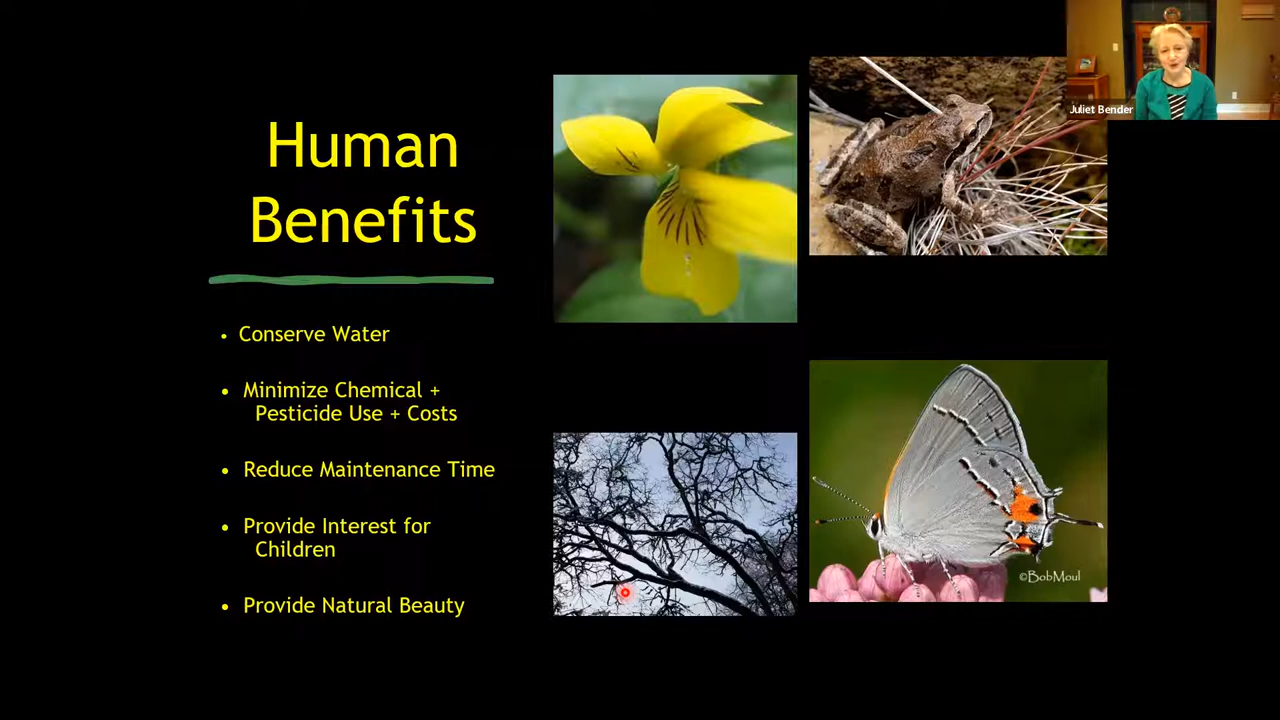 Human
Benefits
• Conserve Water
• Minimize Chemical +
Pesticide Use + Costs
• Reduce Maintenance Time
• Provide Interest for
Children
• Provide Natural Beauty
Juliet Bender
©BobMoul